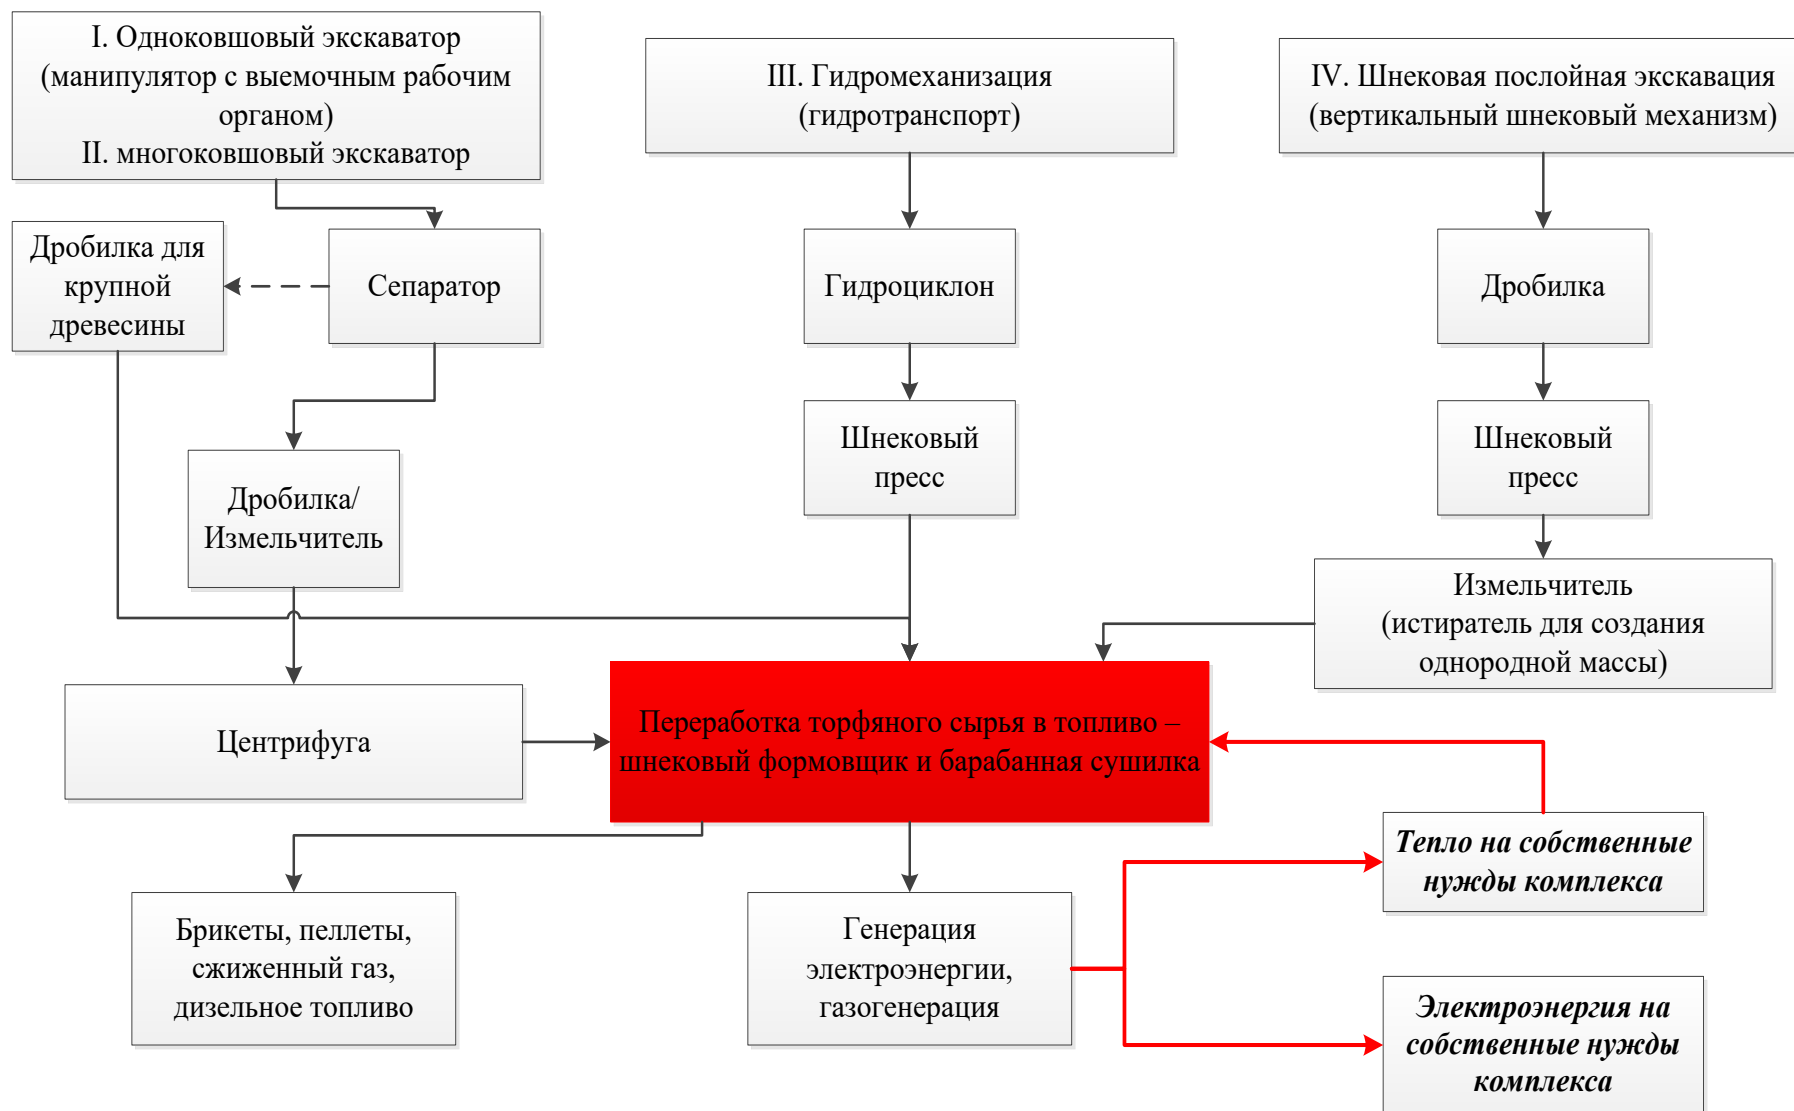 I. Одноковшовый экскаватор
(манипулятор с выемочным рабочим
органом)
II. многоковшовый экскаватор
III. Гидромеханизация
(гидротранспорт)
IV. Шнековая послойная экскавация
(вертикальный шнековый механизм)
Дробилка для
крупной
древесины
Сепаратор
Гидроциклон
Дробилка
Шнековый
пресс
Шнековый
пресс
Дробилка/
Измельчитель
Измельчитель
(истиратель для создания
однородной массы)
Центрифуга
Переработка торфяного сырья в топливо –
шнековый формовщик и барабанная сушилка
Тепло на собственные
нужды комплекса
Брикеты, пеллеты,
сжиженный газ,
дизельное топливо
Генерация
электроэнергии,
газогенерация
Электроэнергия на
собственные нужды
комплекса